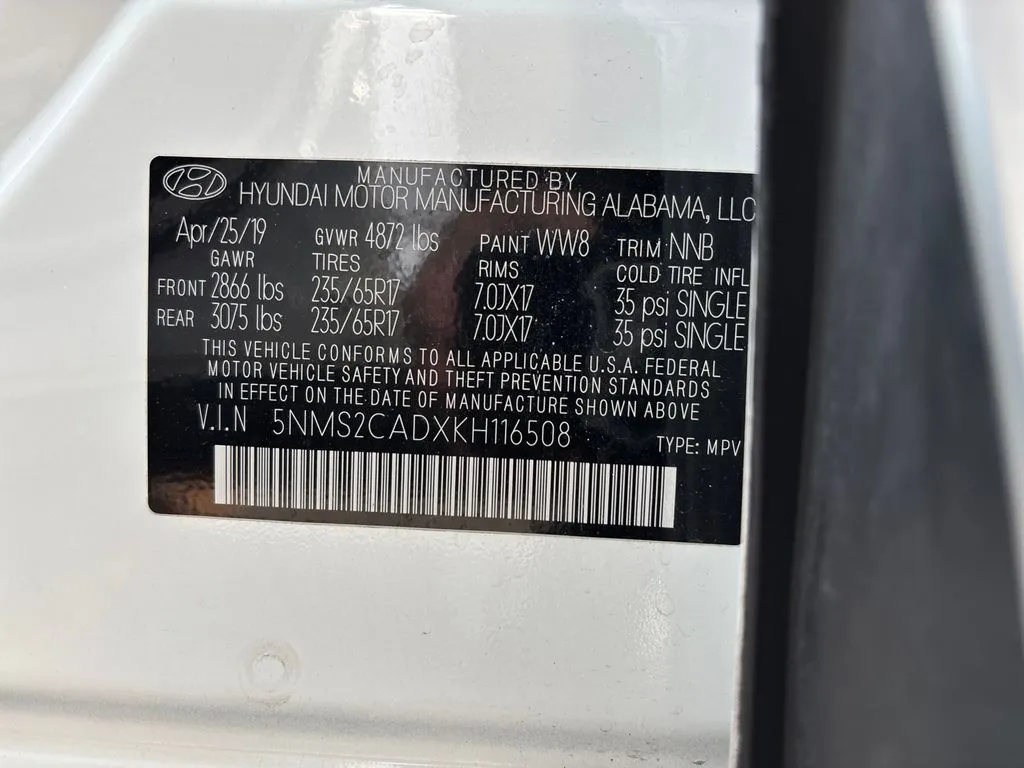 MANUFACTURED BY
HYUNDAI MOTOR MANUFACTURING ALABAMA, LLC
Apr/25/19 GVWR 4872 lbs PAINT WW8 TRIM NNB
GAWR TIRES RIMS COLD TIRE INFL
FRONT 2866 lbs 235/65R17 7.0JX17 35 psi SINGLE
REAR 3075 lbs 235/65R17 7.0JX17 35 psi SINGLE
THIS VEHICLE CONFORMS TO ALL APPLICABLE U.S.A. FEDERAL
MOTOR VEHICLE SAFETY AND THEFT PREVENTION STANDARDS
IN EFFECT ON THE DATE OF MANUFACTURE SHOWN ABOVE
V.I.N 5NMS2CADXKH116508 TYPE: MPV